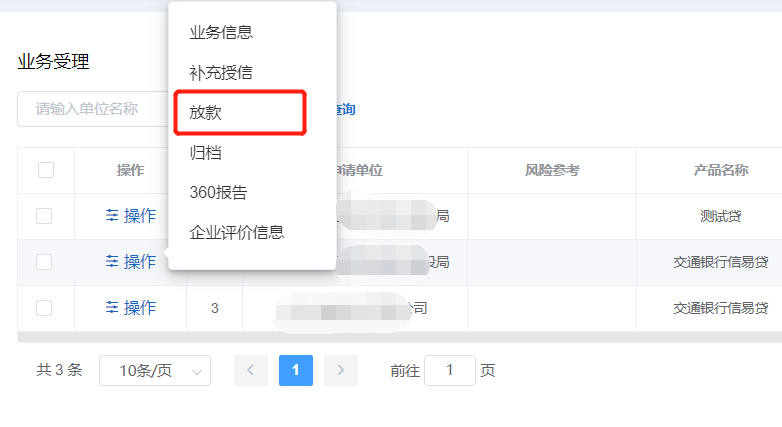 业务信息
业务受理
补充授信
请输入单位名称
放款
查询
归档
360报告
企业评价信息
操作
申请单位
风险参考
产品名称
操作
局
测试贷
操作
设局
交通银行信易贷
操作
3
公司
交通银行信易贷
共 3 条
10条/页
1
前往
1
页